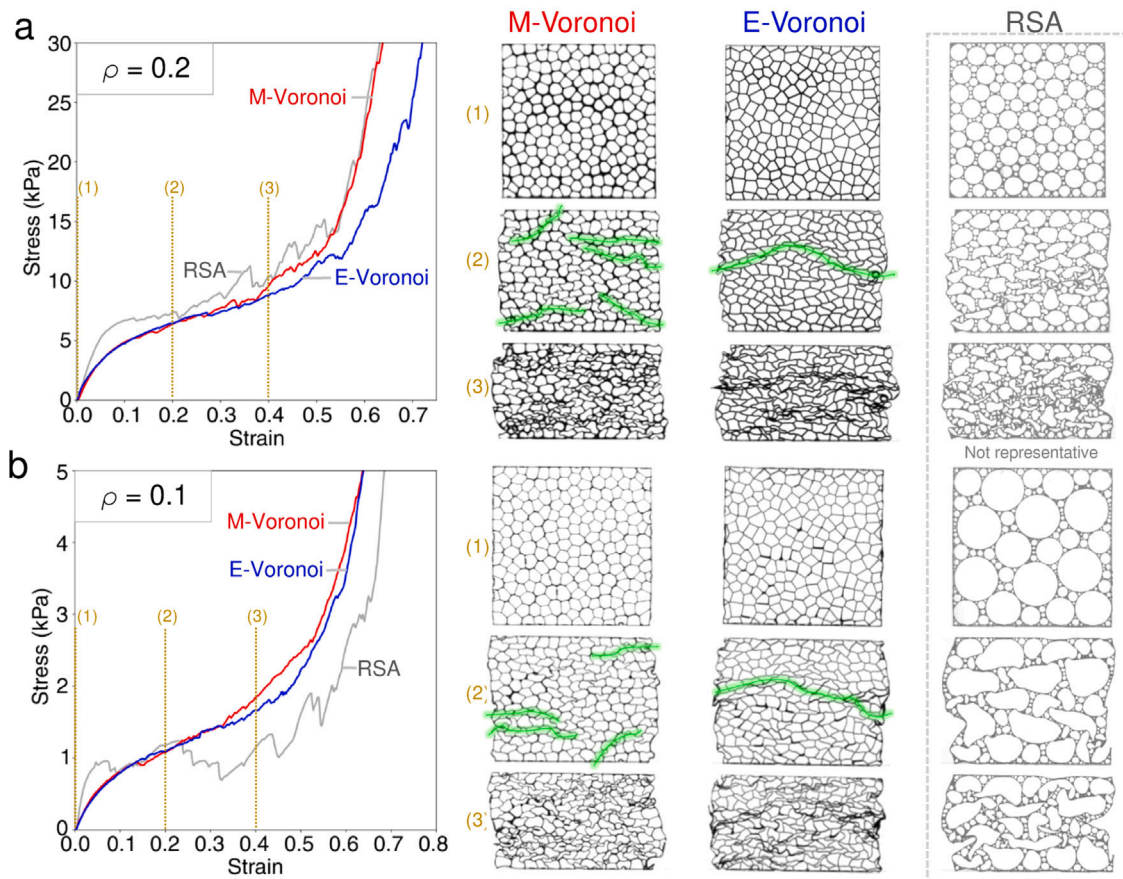 a
ρ = 0.2
Stress (kPa)
30
25
20
15
10
5
0
(1)
(2)
(3)
M-Voronoi
RSA
E-Voronoi
0.1 0.2 0.3 0.4 0.5 0.6 0.7
Strain
M-Voronoi
E-Voronoi
RSA
(1)
(2)
(3)
Not representative
b
ρ = 0.1
Stress (kPa)
5
4
3
2
1
0
(1)
(2)
(3)
M-Voronoi
E-Voronoi
RSA
0.0 0.1 0.2 0.3 0.4 0.5 0.6 0.7 0.8
Strain
(1)
(2)
(3)